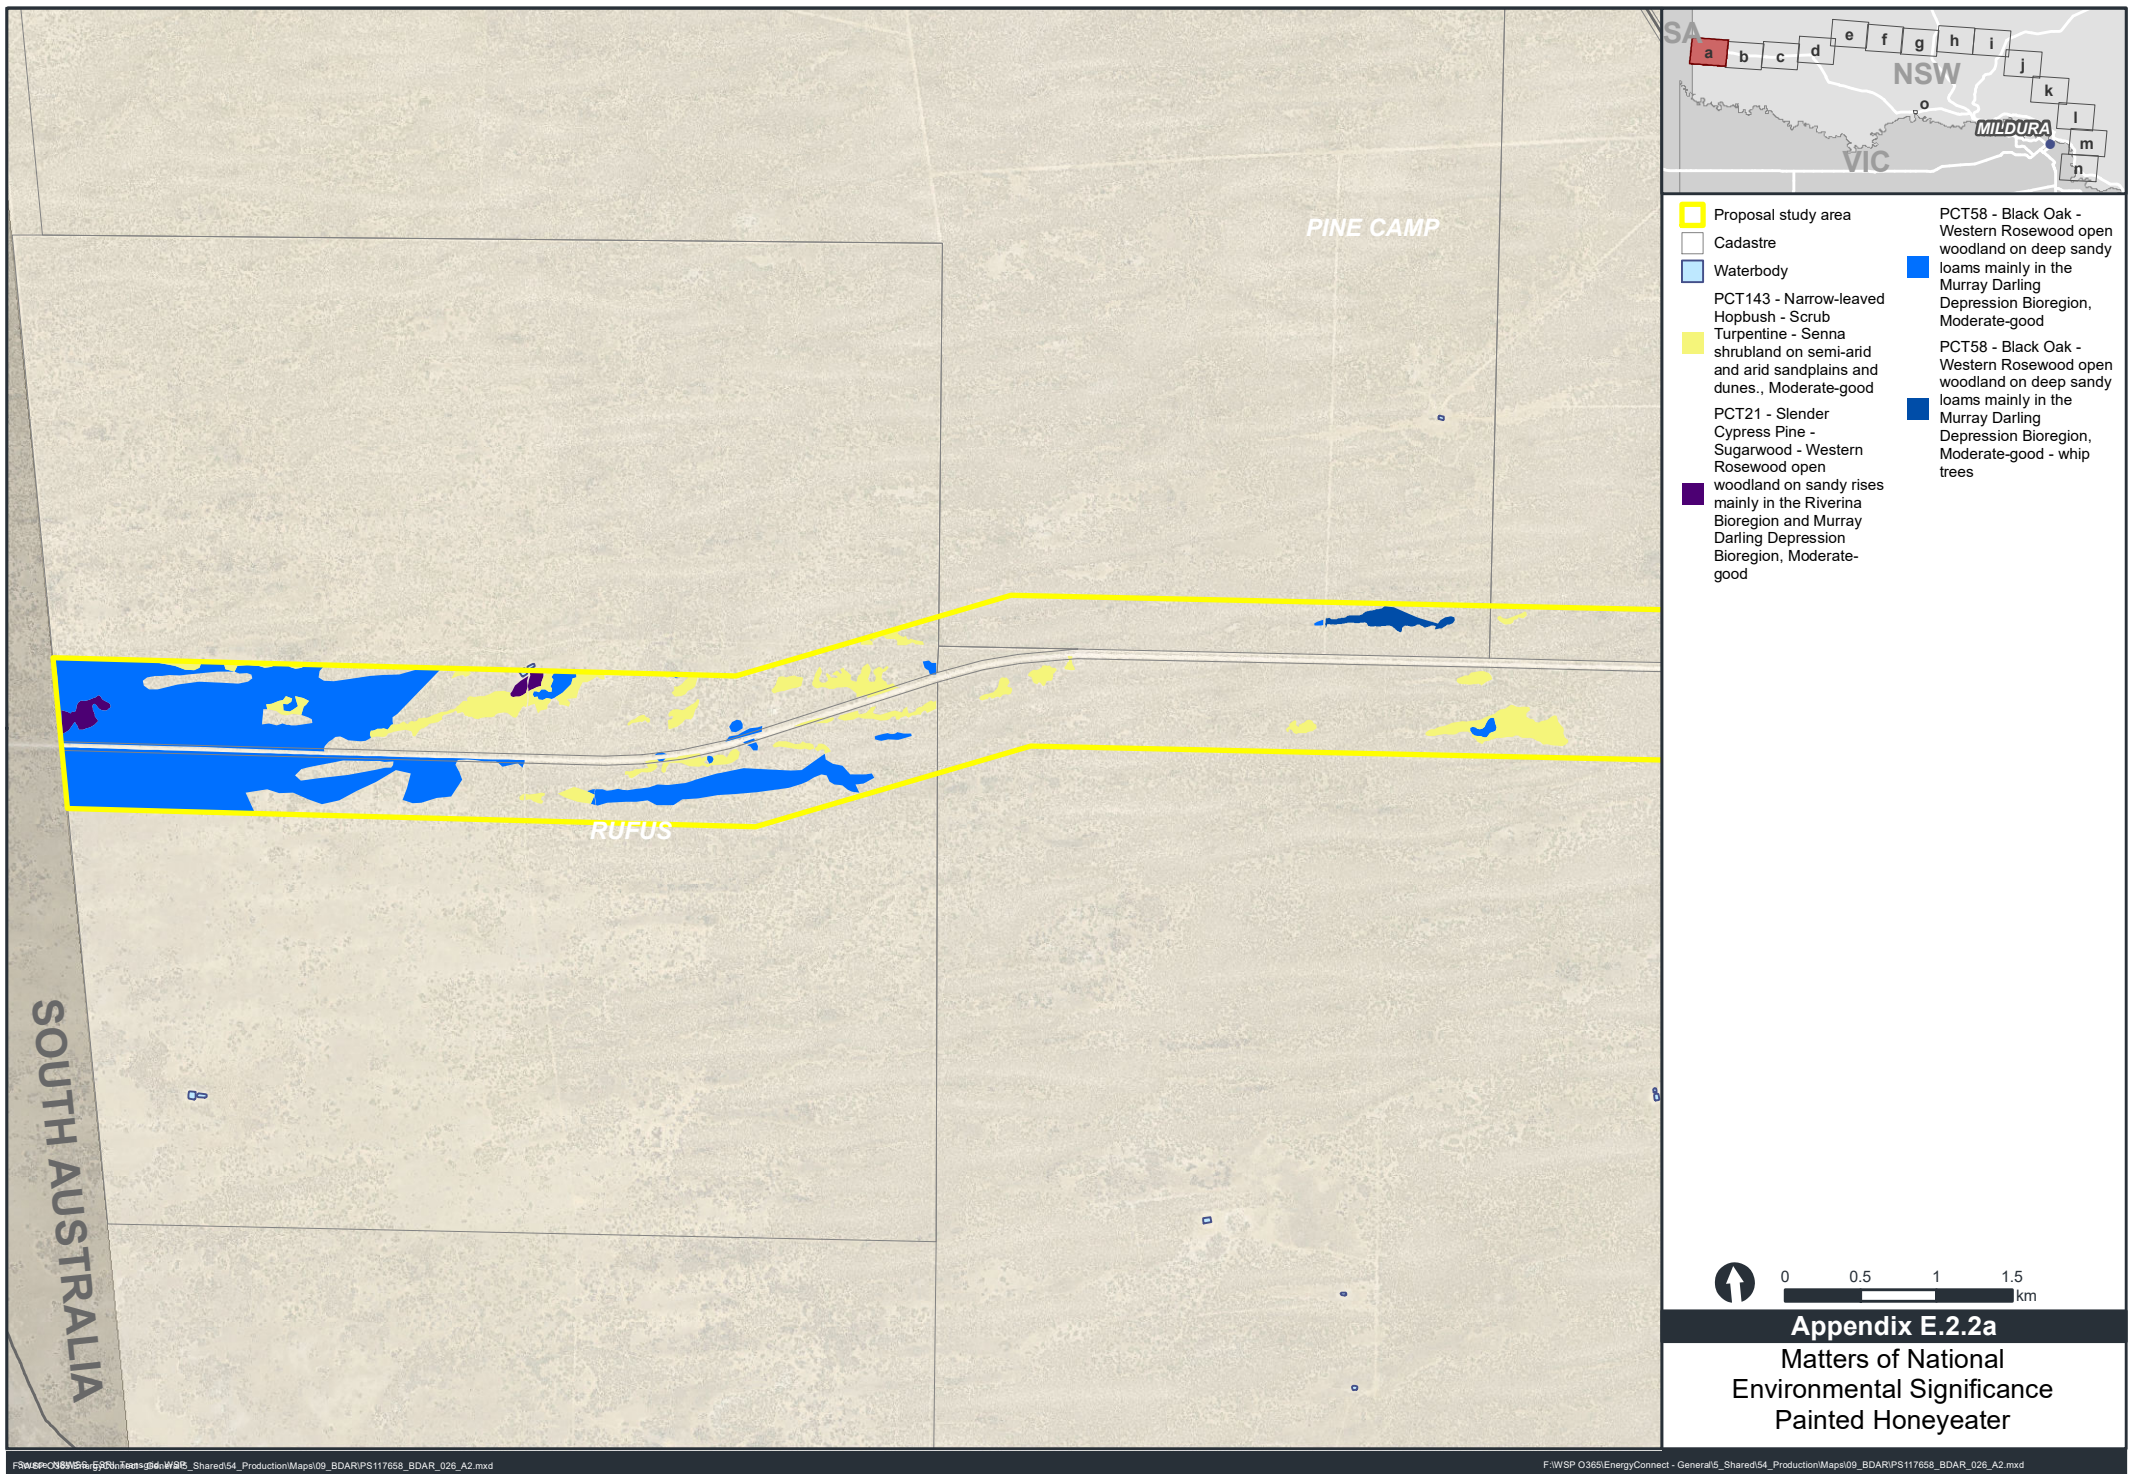 PINE CAMP
RUFUS
SOUTH AUSTRALIA
SA
a
b
c
d
e
f
g
h
i
j
k
l
m
n
o
NSW
MILDURA
VIC
Proposal study area
Cadastre
Waterbody
PCT143 - Narrow-leaved
Hopbush - Scrub
Turpentine - Senna
shrubland on semi-arid
and arid sandplains and
dunes., Moderate-good
PCT21 - Slender
Cypress Pine -
Sugarwood - Western
Rosewood open
woodland on sandy rises
mainly in the Riverina
Bioregion and Murray
Darling Depression
Bioregion, Moderate-
good
PCT58 - Black Oak -
Western Rosewood open
woodland on deep sandy
loams mainly in the
Murray Darling
Depression Bioregion,
Moderate-good
PCT58 - Black Oak -
Western Rosewood open
woodland on deep sandy
loams mainly in the
Murray Darling
Depression Bioregion,
Moderate-good - whip
trees
0 0.5 1 1.5
km
Appendix E.2.2a
Matters of National
Environmental Significance
Painted Honeyeater
5_Shared\54_Production\Maps\09_BDAR\PS117658_BDAR_026_A2.mxd
F:\WSP O365\EnergyConnect - General\5_Shared\54_Production\Maps\09_BDAR\PS117658_BDAR_026_A2.mxd